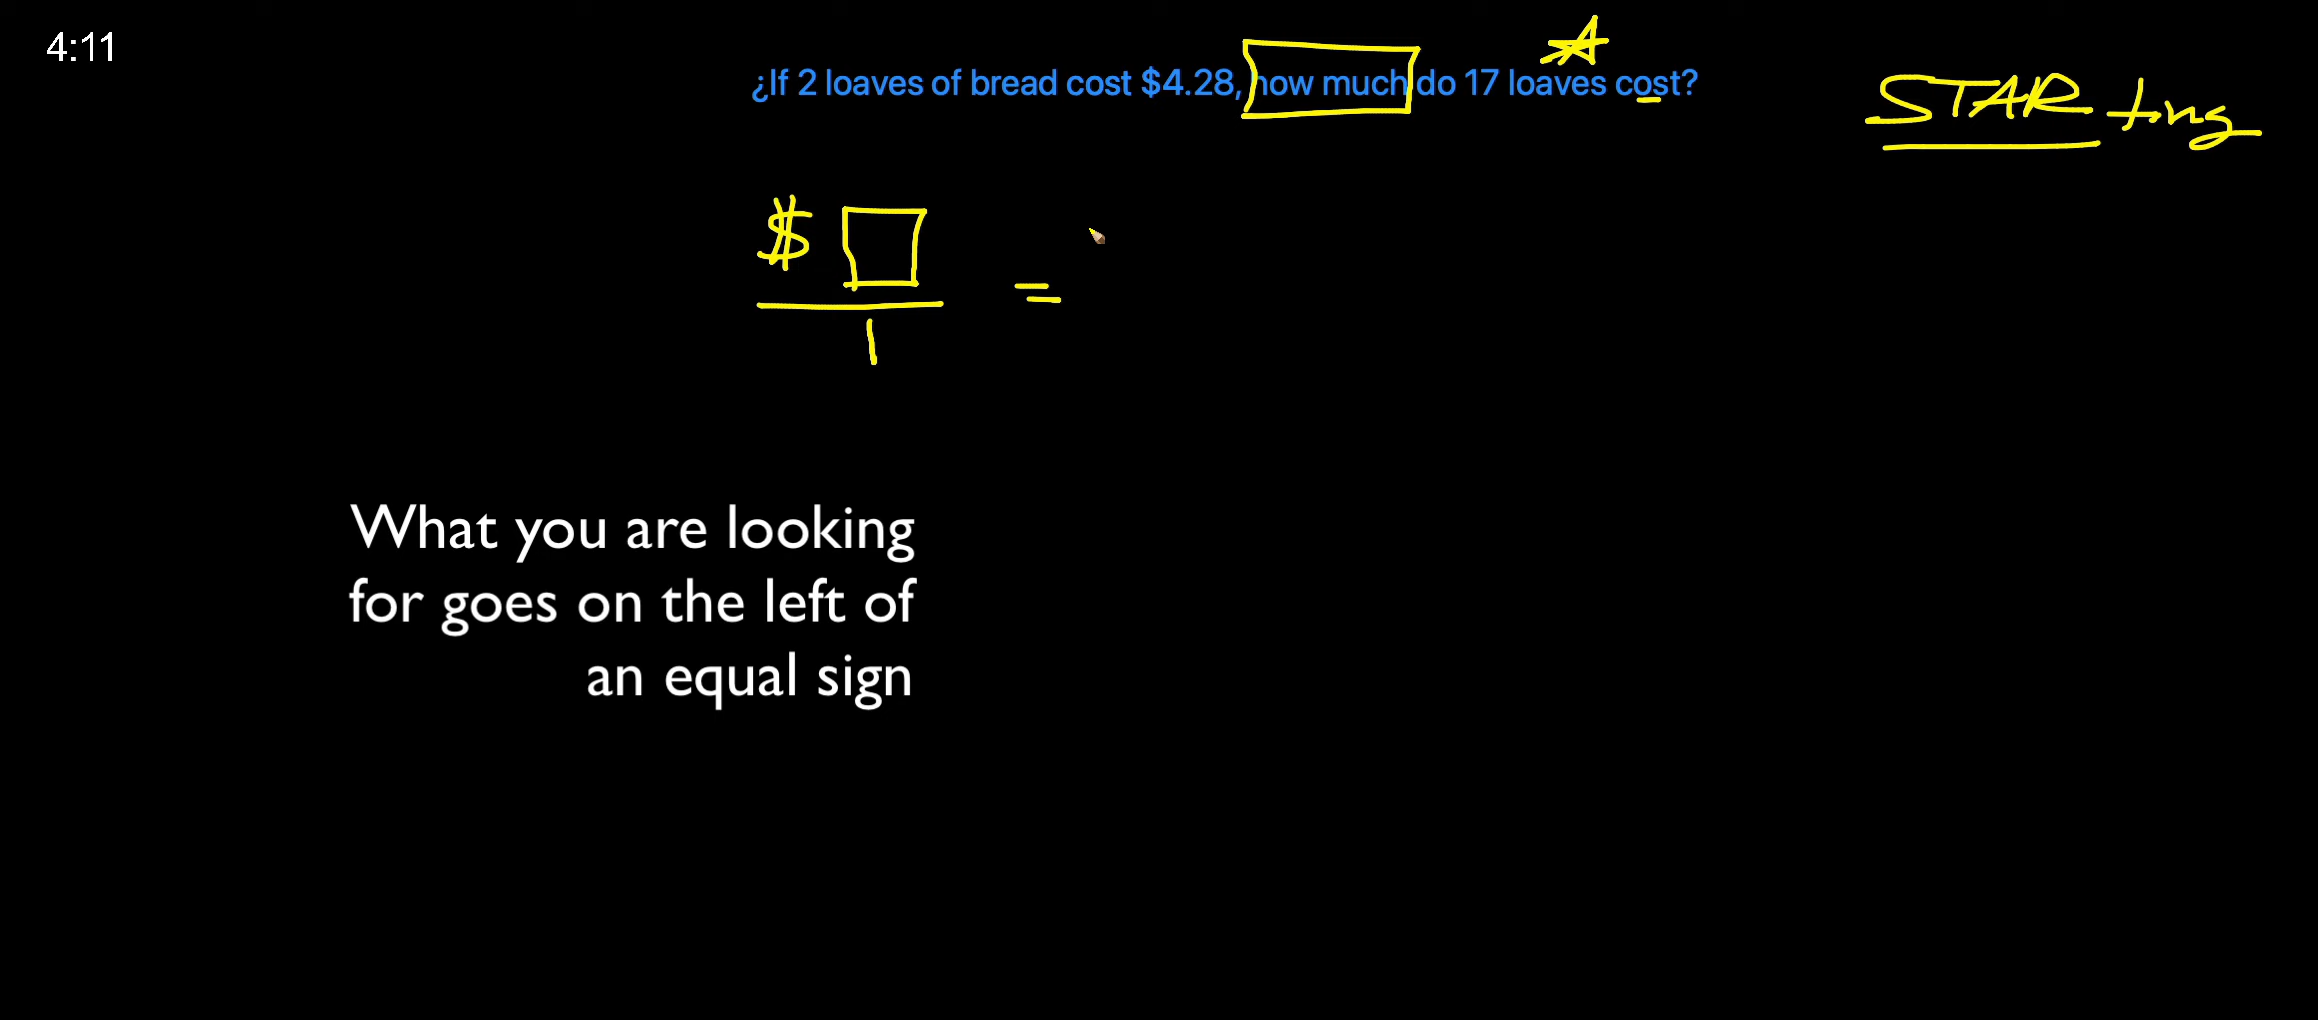 4:11
¿If 2 loaves of bread cost $4.28, how much do 17 loaves cost?
STARting
$ □
1
=
What you are looking
for goes on the left of
an equal sign